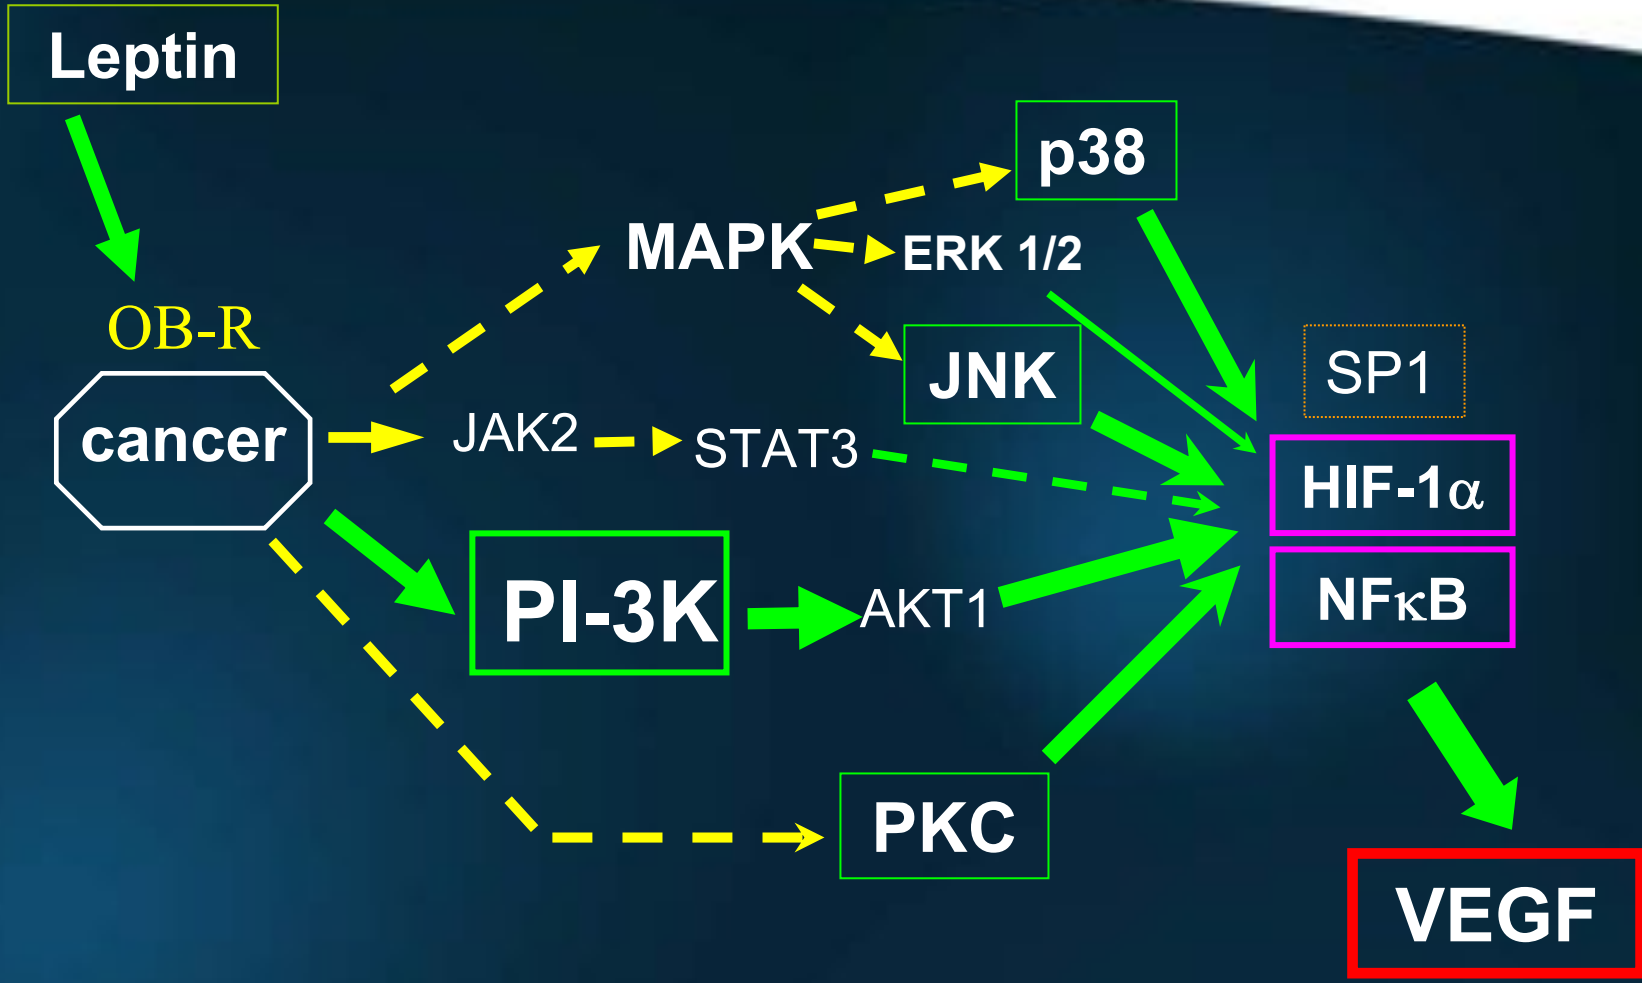 Leptin
p38
MAPK
ERK 1/2
OB-R
JNK
SP1
cancer
JAK2
STAT3
HIF-1α
PI-3K
AKT1
NFκB
PKC
VEGF